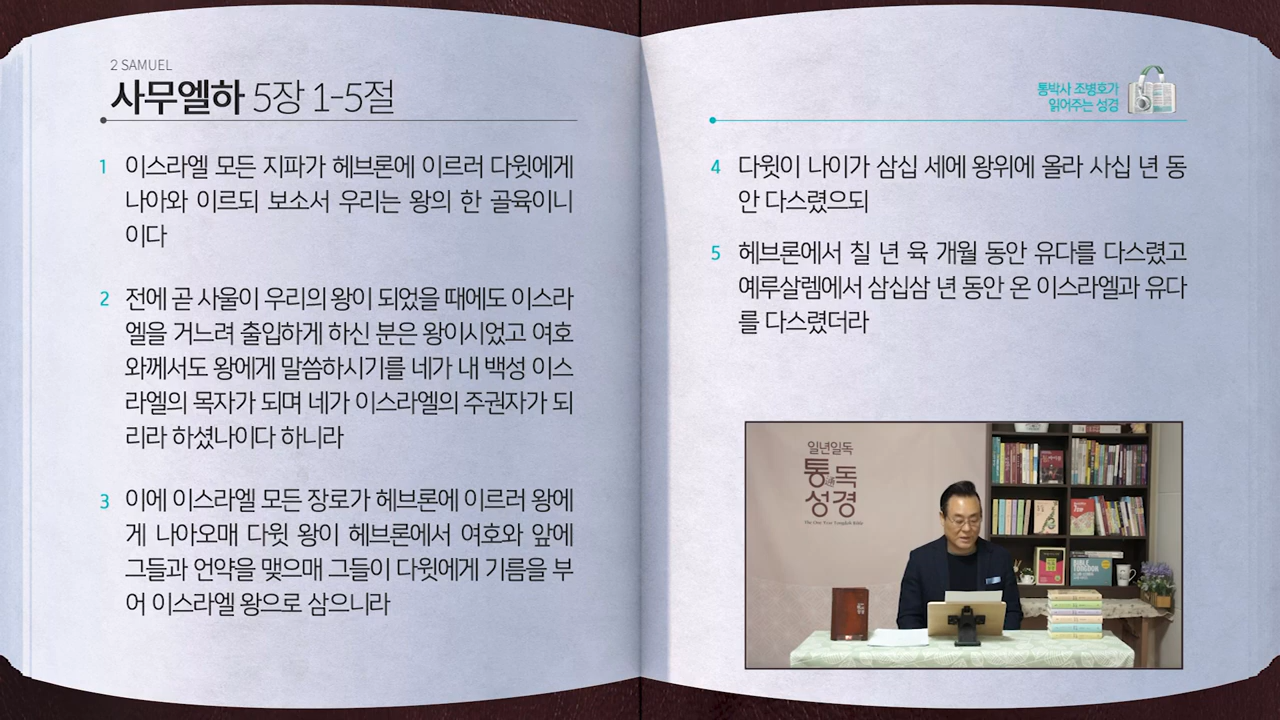 2 SAMUEL
사무엘하 5장 1-5절
1 이스라엘 모든 지파가 헤브론에 이르러 다윗에게
나아와 이르되 보소서 우리는 왕의 한 골육이니
이다
2 전에 곧 사울이 우리의 왕이 되었을 때에도 이스라
엘을 거느려 출입하게 하신 분은 왕이시었고 여호
와께서도 왕에게 말씀하시기를 네가 내 백성 이스
라엘의 목자가 되며 네가 이스라엘의 주권자가 되
리라 하셨나이다 하니라
3 이에 이스라엘 모든 장로가 헤브론에 이르러 왕에
게 나아오매 다윗 왕이 헤브론에서 여호와 앞에
그들과 언약을 맺으매 그들이 다윗에게 기름을 부
어 이스라엘 왕으로 삼으니라
통박사 조병호가
읽어주는 성경
4 다윗이 나이가 삼십 세에 왕위에 올라 사십 년 동
안 다스렸으되
5 헤브론에서 칠 년 육 개월 동안 유다를 다스렸고
예루살렘에서 삼십삼 년 동안 온 이스라엘과 유다
를 다스렸더라
일년일독
통독
성경
The One Year Tongdok Bible
BIBLE
TONGDOK